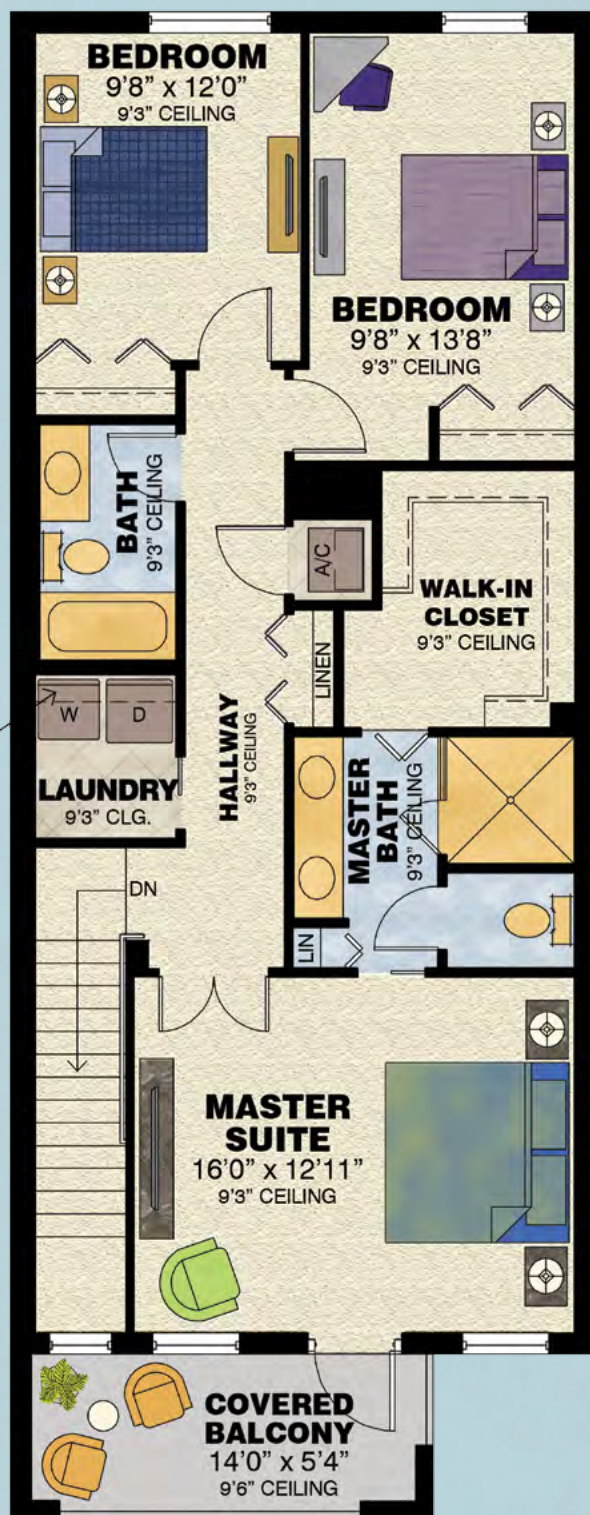 BEDROOM
9'8” x 12'0”
9'3” CEILING
BEDROOM
9'8” x 13'8”
9'3” CEILING
BATH
9'3” CEILING
A/C
WALK-IN
CLOSET
9'3” CEILING
LINEN
W
D
LAUNDRY
9'3” CLG.
HALLWAY
9'3” CEILING
MASTER
BATH
9'3” CEILING
DN
LIN
MASTER
SUITE
16'0” x 12'11”
9'3” CEILING
COVERED
BALCONY
14'0” x 5'4”
9'6” CEILING